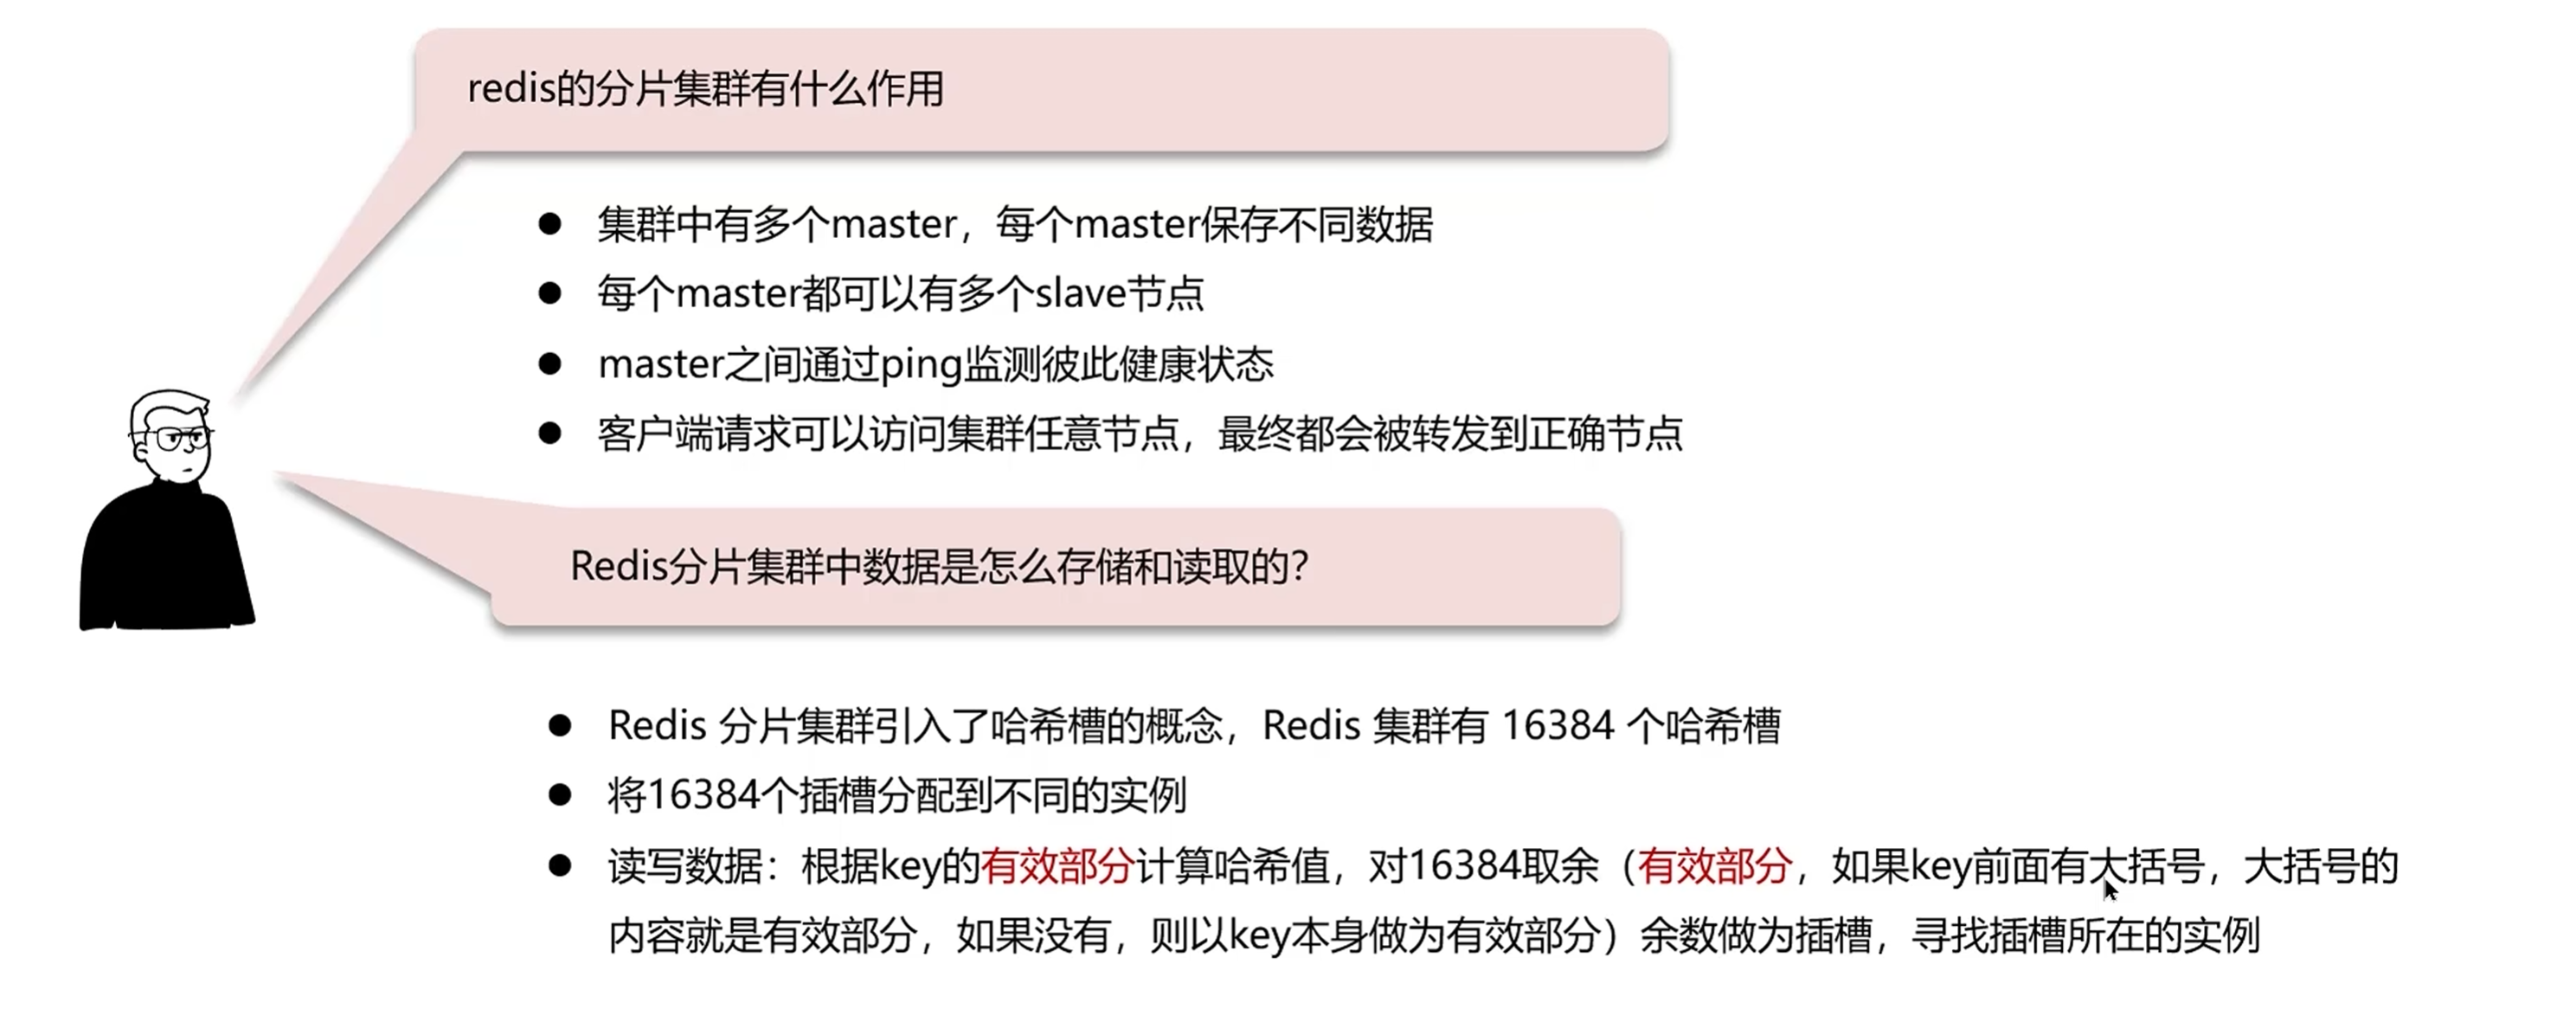 redis的分片集群有什么作用
● 集群中有多个master，每个master保存不同数据
● 每个master都可以有多个slave节点
● master之间通过ping监测彼此健康状态
● 客户端请求可以访问集群任意节点，最终都会被转发到正确节点
Redis分片集群中数据是怎么存储和读取的？
● Redis 分片集群引入了哈希槽的概念，Redis 集群有 16384 个哈希槽
● 将16384个插槽分配到不同的实例
● 读写数据：根据key的有效部分计算哈希值，对16384取余（有效部分，如果key前面有大括号，大括号的
内容就是有效部分，如果没有，则以key本身做为有效部分）余数做为插槽，寻找插槽所在的实例